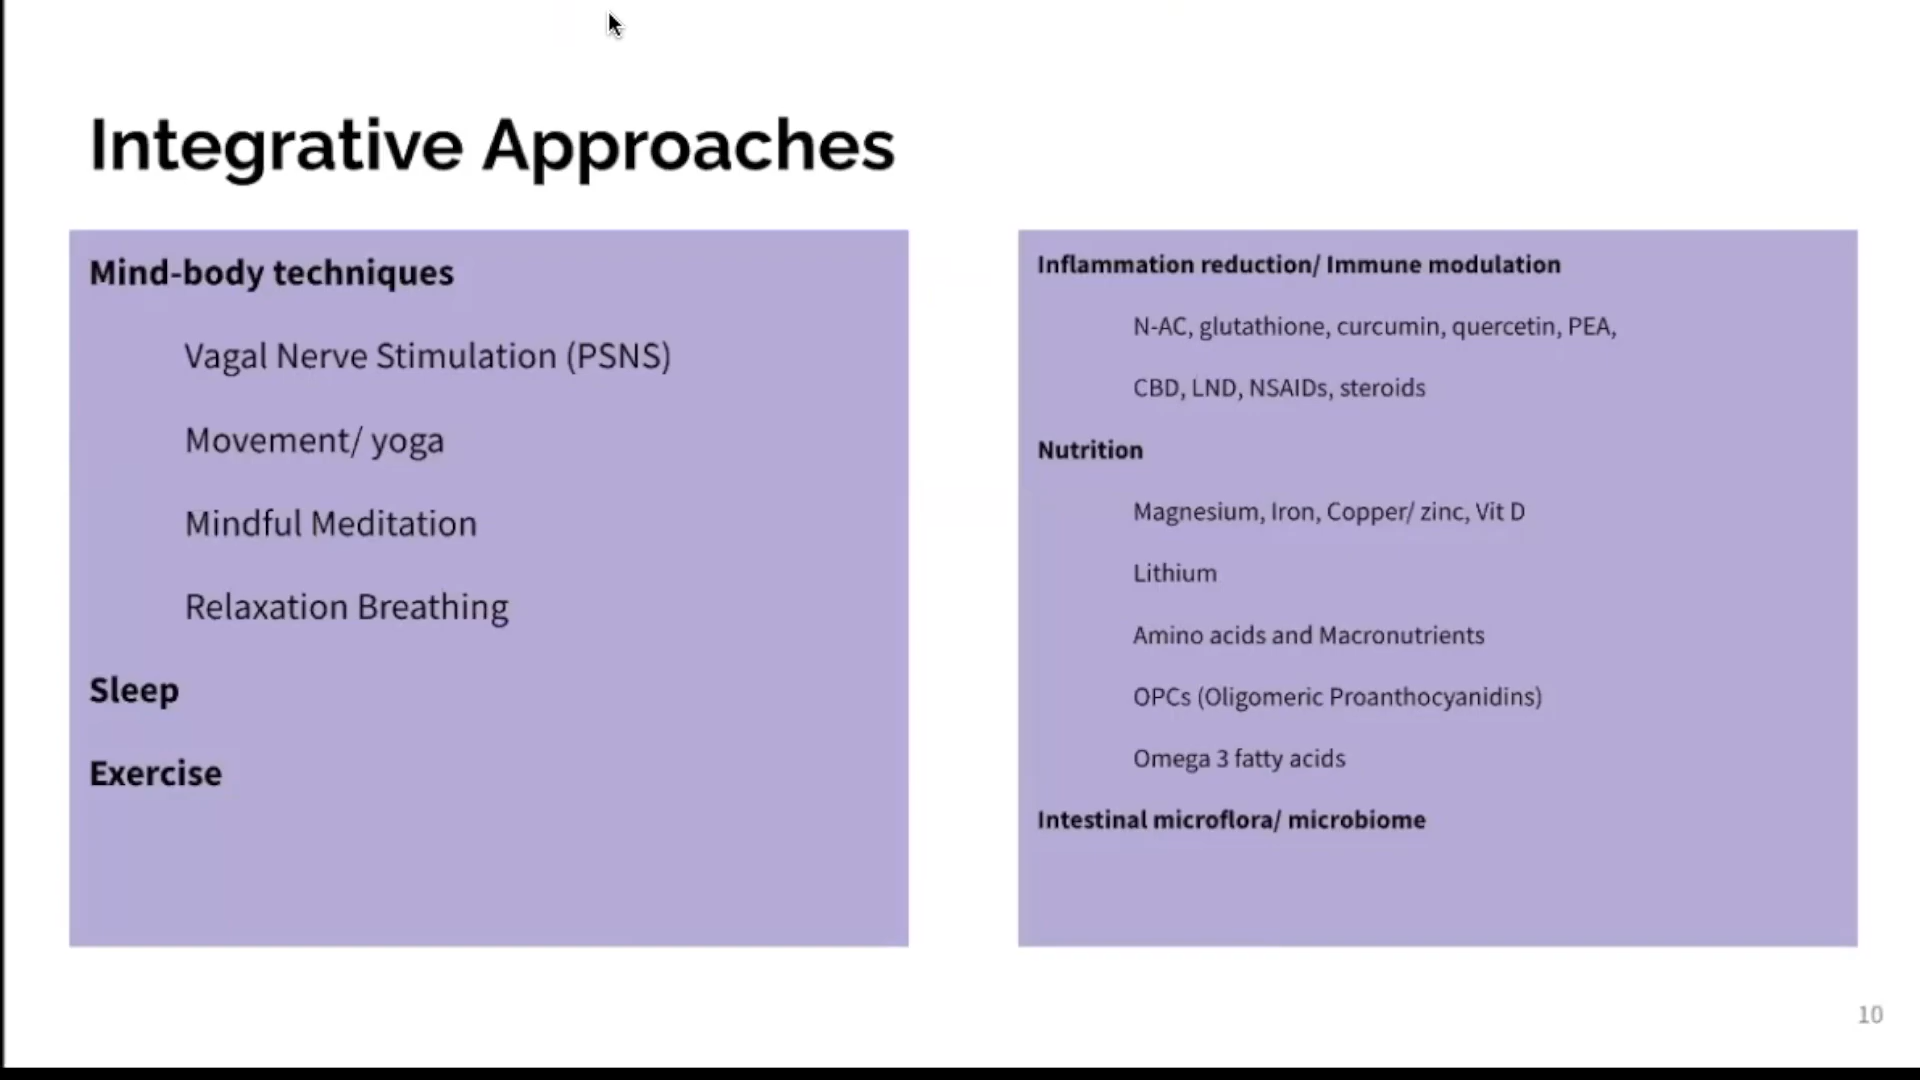 Integrative Approaches
Mind-body techniques
Vagal Nerve Stimulation (PSNS)
Movement/ yoga
Mindful Meditation
Relaxation Breathing
Sleep
Exercise
Inflammation reduction/ Immune modulation
N-AC, glutathione, curcumin, quercetin, PEA,
CBD, LND, NSAIDs, steroids
Nutrition
Magnesium, Iron, Copper/ zinc, Vit D
Lithium
Amino acids and Macronutrients
OPCs (Oligomeric Proanthocyanidins)
Omega 3 fatty acids
Intestinal microflora/ microbiome
10